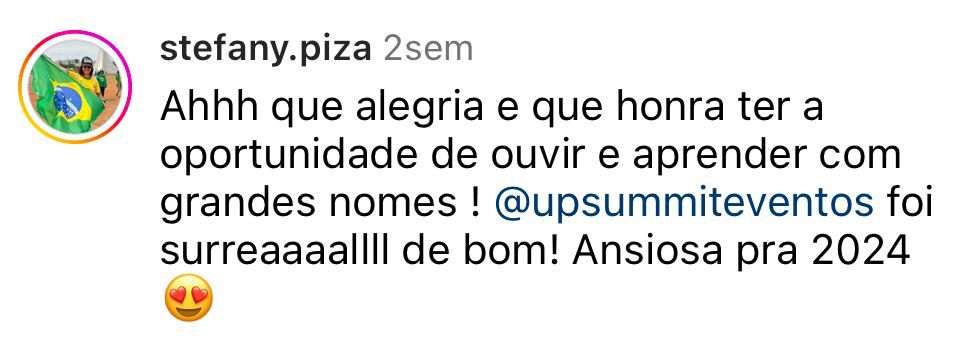 stefany.piza 2sem
Ahhh que alegria e que honra ter a
oportunidade de ouvir e aprender com
grandes nomes ! @upsummiteventos foi
surreaaaallll de bom! Ansiosa pra 2024
😍